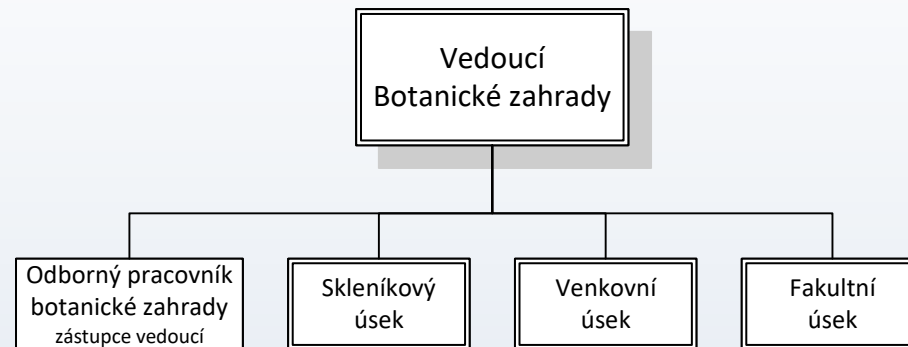 Vedoucí
Botanické zahrady
Odborný pracovník
botanické zahrady
zástupce vedoucí
Skleníkový
úsek
Venkovní
úsek
Fakultní
úsek